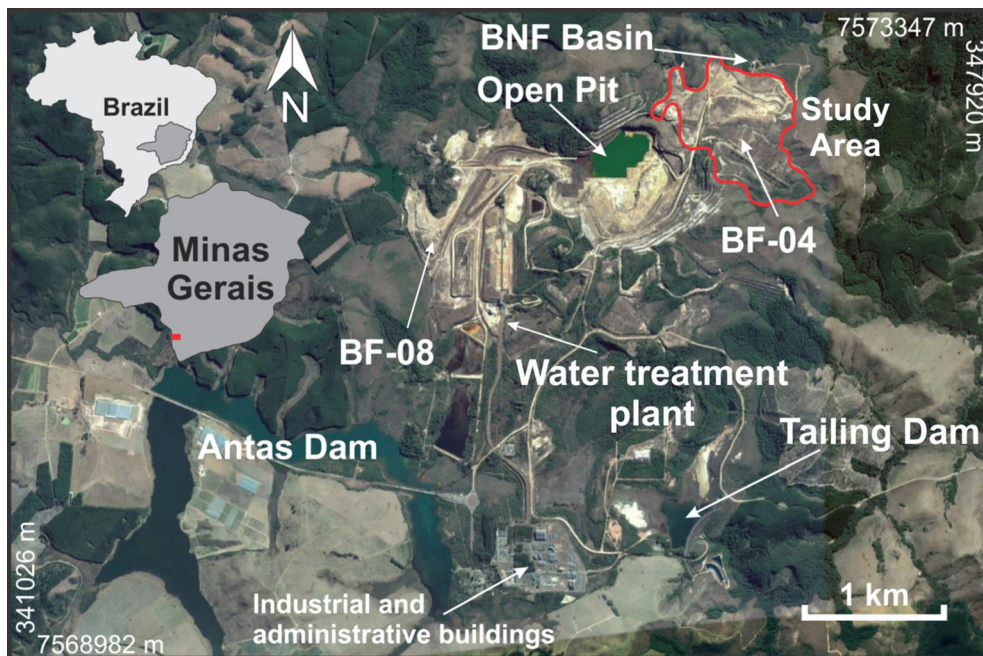 BNF Basin
7573347 m
347920 m
Open Pit
Brazil
N
Study
Area
BF-04
Minas
Gerais
BF-08
Water treatment
plant
Tailing Dam
Antas Dam
341026 m
1 km
Industrial and
administrative buildings
7568982 m